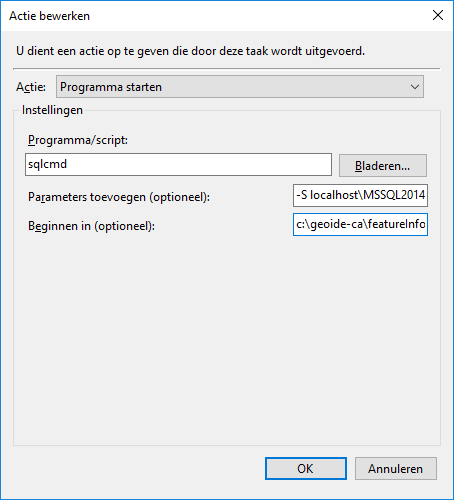 Actie bewerken
U dient een actie op te geven die door deze taak wordt uitgevoerd.
Actie: Programma starten
Instellingen
Programma/script:
sqlcmd Bladeren...
Parameters toevoegen (optioneel): -S localhost\MSSQL2014
Beginnen in (optioneel): c:\geoide-ca\featureInfo
OK Annuleren